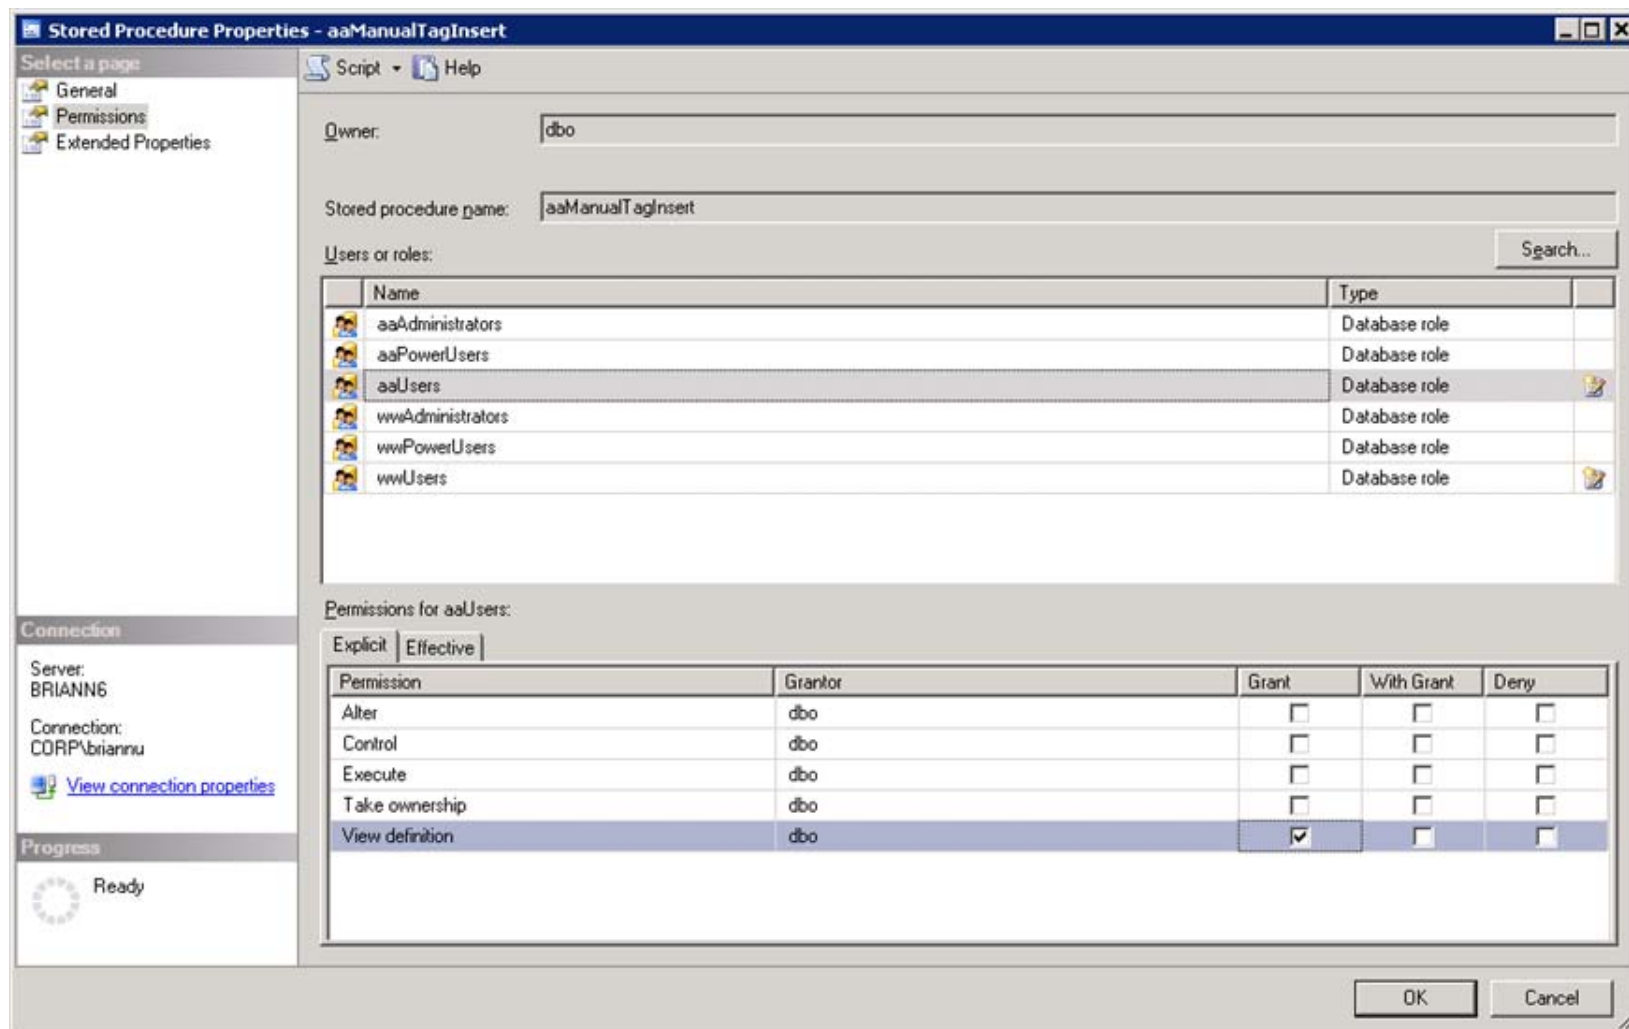 Stored Procedure Properties - aaManualTagInsert
Select a page
General
Permissions
Extended Properties
Script Help
Owner: dbo
Stored procedure name: aaManualTagInsert
Users or roles: Search...
Name Type
aaAdministrators Database role
aaPowerUsers Database role
aaUsers Database role
wwAdministrators Database role
wwPowerUsers Database role
wwUsers Database role
Permissions for aaUsers:
Explicit Effective
Permission Grantor Grant With Grant Deny
Alter dbo
Control dbo
Execute dbo
Take ownership dbo
View definition dbo
Connection
Server:
BRIANN6
Connection:
CORP\briannu
View connection properties
Progress
Ready
OK Cancel